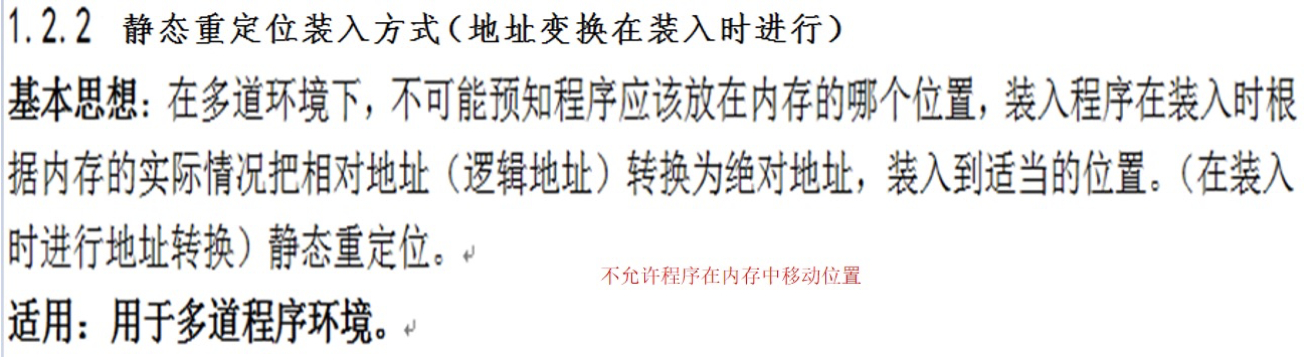 1.2.2 静态重定位装入方式(地址变换在装入时进行)
基本思想：在多道环境下，不可能预知程序应该放在内存的哪个位置，装入程序在装入时根
据内存的实际情况把相对地址（逻辑地址）转换为绝对地址，装入到适当的位置。（在装入
时进行地址转换）静态重定位。↵
不允许程序在内存中移动位置
适用：用于多道程序环境。↵